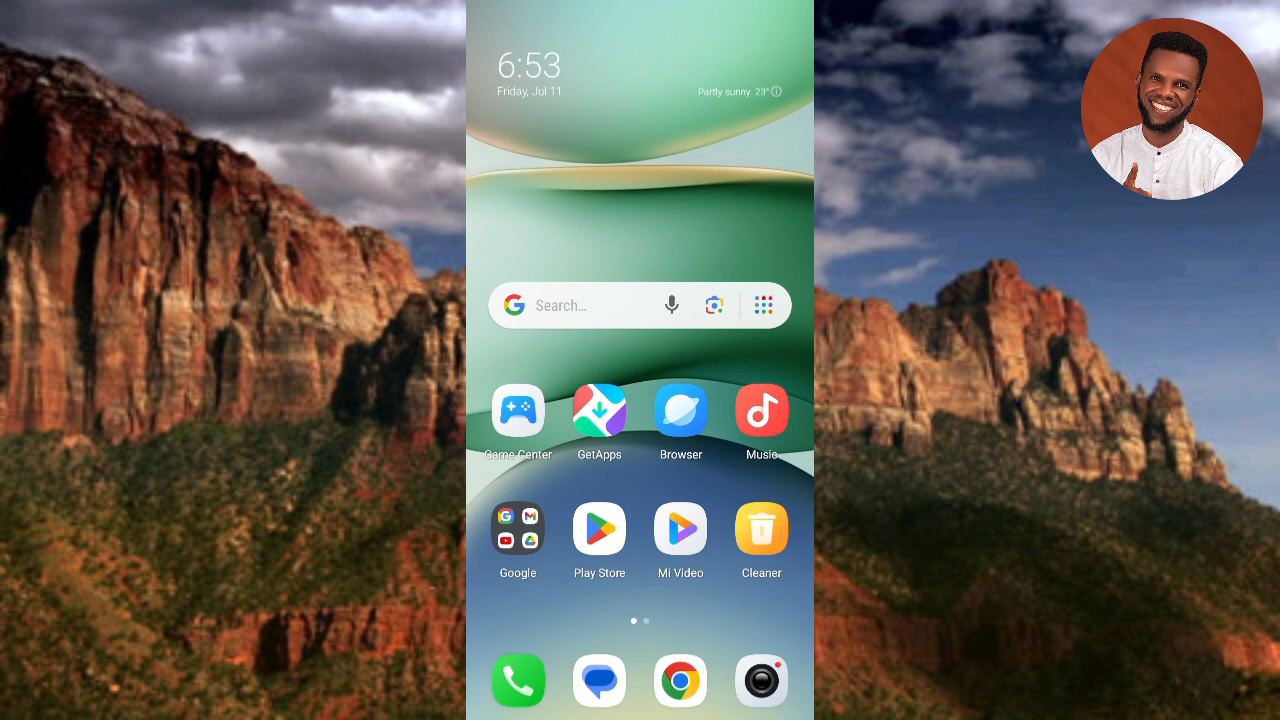 6:53
Friday, Jul 11
Partly sunny 23°
Search...
Game Center
GetApps
Browser
Music
Google
Play Store
Mi Video
Cleaner